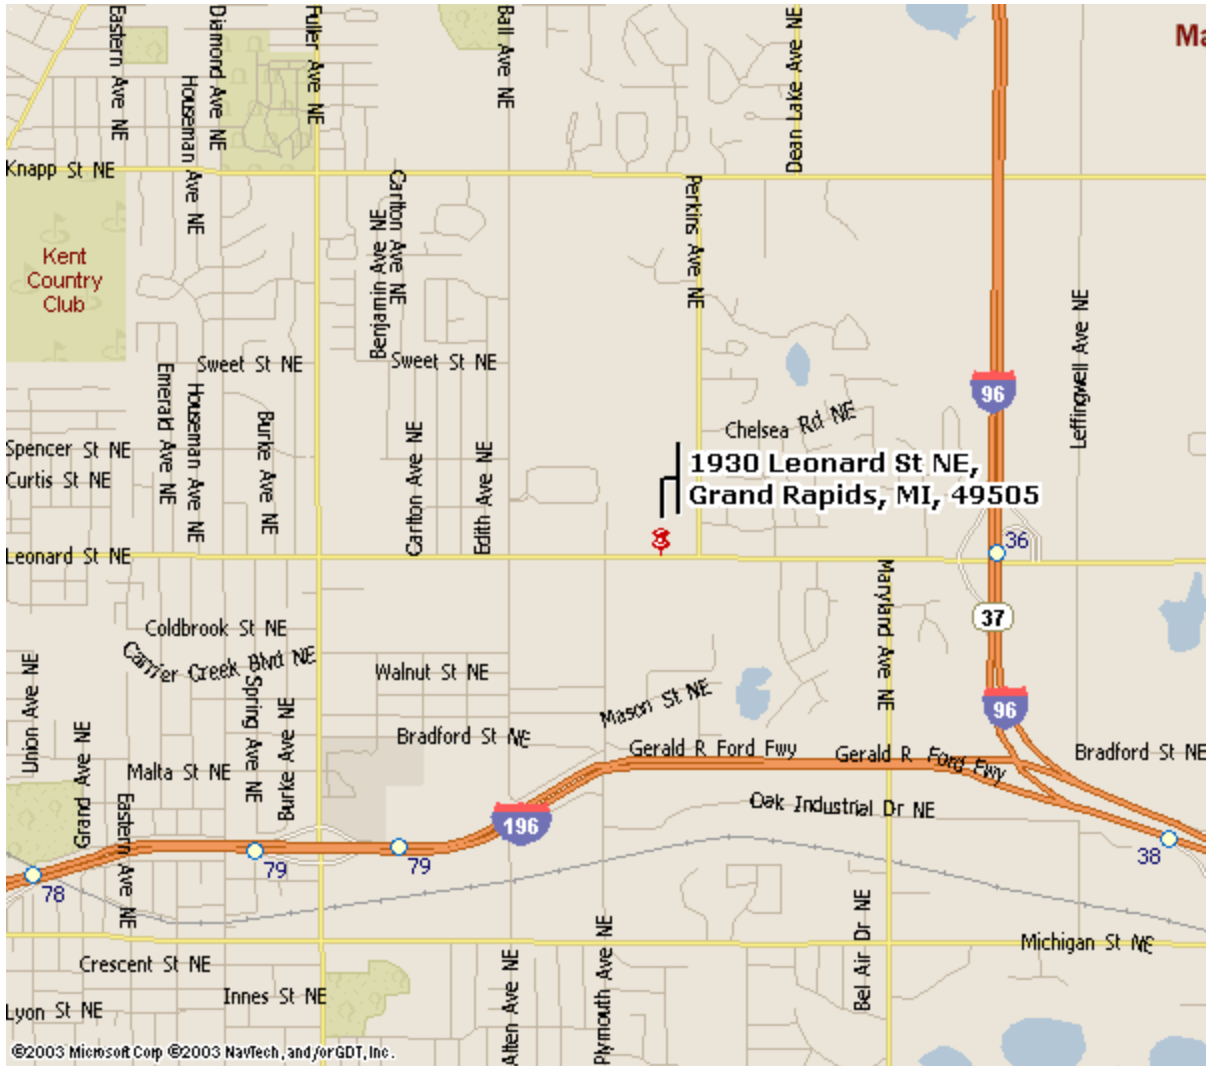 Eastern Ave NE
Diamond Ave NE
Houseman Ave NE
Fuller Ave NE
Ball Ave NE
Dean Lake Ave NE
Knapp St NE
Carlton Ave NE
Benjamin Ave NE
Perkins Ave NE
Kent
Country
Club
Leffingwell Ave NE
Sweet St NE
Sweet St NE
Emerald Ave NE
Houseman Ave NE
Burke Ave NE
96
Carlton Ave NE
Edith Ave NE
Chelsea Rd NE
Spencer St NE
Curtis St NE
1930 Leonard St NE,
Grand Rapids, MI, 49505
36
Leonard St NE
Maryland Ave NE
37
Coldbrook St NE
Carrier Creek Blvd NE
Walnut St NE
Union Ave NE
Spring Ave NE
Burke Ave NE
Mason St NE
96
Grand Ave NE
Bradford St NE
Gerald R Ford Fwy
Gerald R Ford Fwy
Bradford St NE
Malta St NE
Eastern Ave NE
Oak Industrial Dr NE
196
79
79
78
38
Bel Air Dr NE
Plymouth Ave NE
Michigan St NE
Allen Ave NE
Crescent St NE
Innes St NE
Lyon St NE
©2003 Microsoft Corp ©2003 NavTech, and/or GDT, Inc.